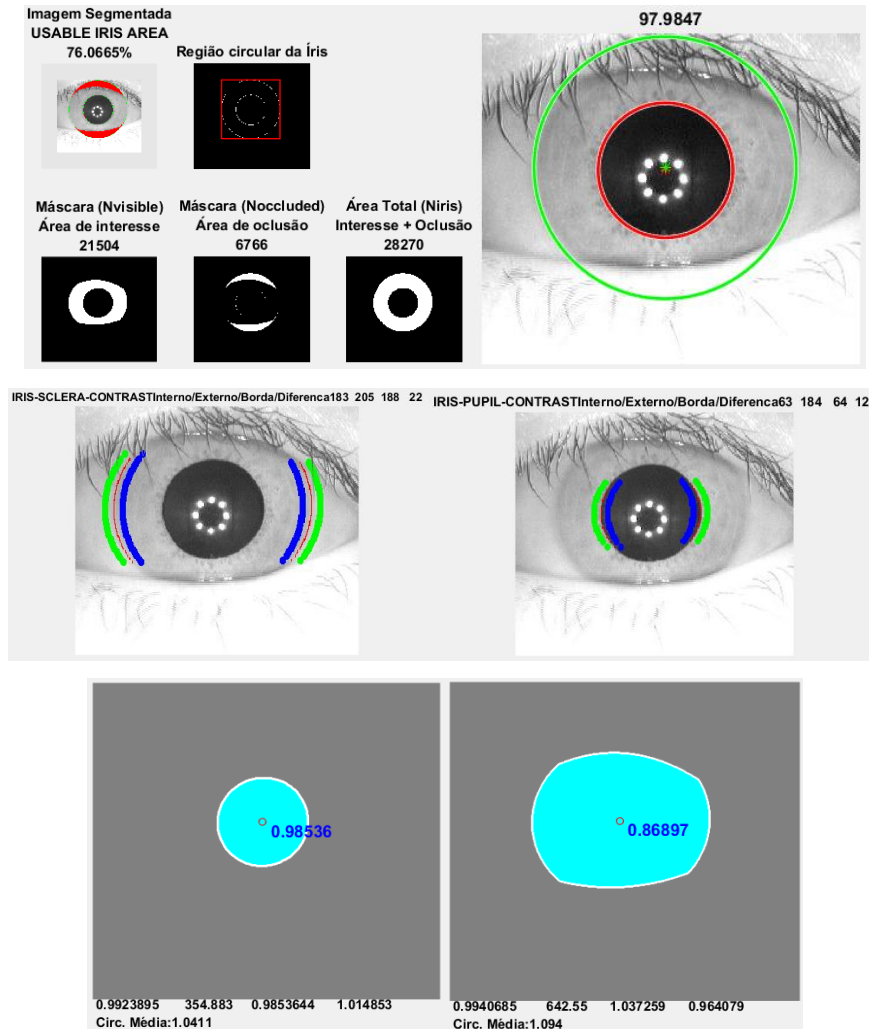 Imagem Segmentada
USABLE IRIS AREA
76.0665%
Região circular da Íris
97.9847
Máscara (Nvisible)
Área de interesse
21504
Máscara (Noccluded)
Área de oclusão
6766
Área Total (Niris)
Interesse + Oclusão
28270
IRIS-SCLERA-CONTRASTInterno/Externo/Borda/Diferenca183 205 188 22
IRIS-PUPIL-CONTRASTInterno/Externo/Borda/Diferenca63 184 64 12
0.98536
0.86897
0.9923895 354.883 0.9853644 1.014853
Circ. Média:1.0411
0.9940685 642.55 1.037259 0.964079
Circ. Média:1.094